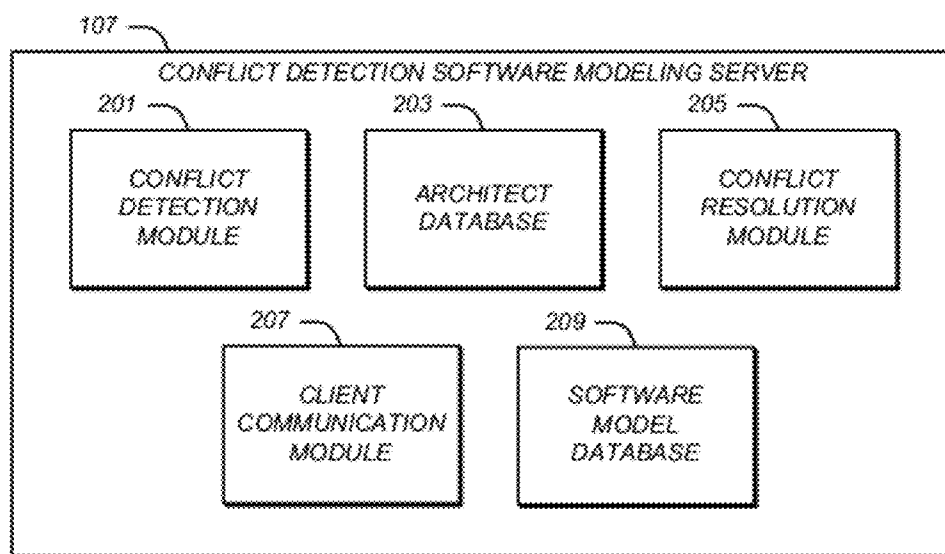 107
CONFLICT DETECTION SOFTWARE MODELING SERVER
201
CONFLICT
DETECTION
MODULE
203
ARCHITECT
DATABASE
205
CONFLICT
RESOLUTION
MODULE
207
CLIENT
COMMUNICATION
MODULE
209
SOFTWARE
MODEL
DATABASE